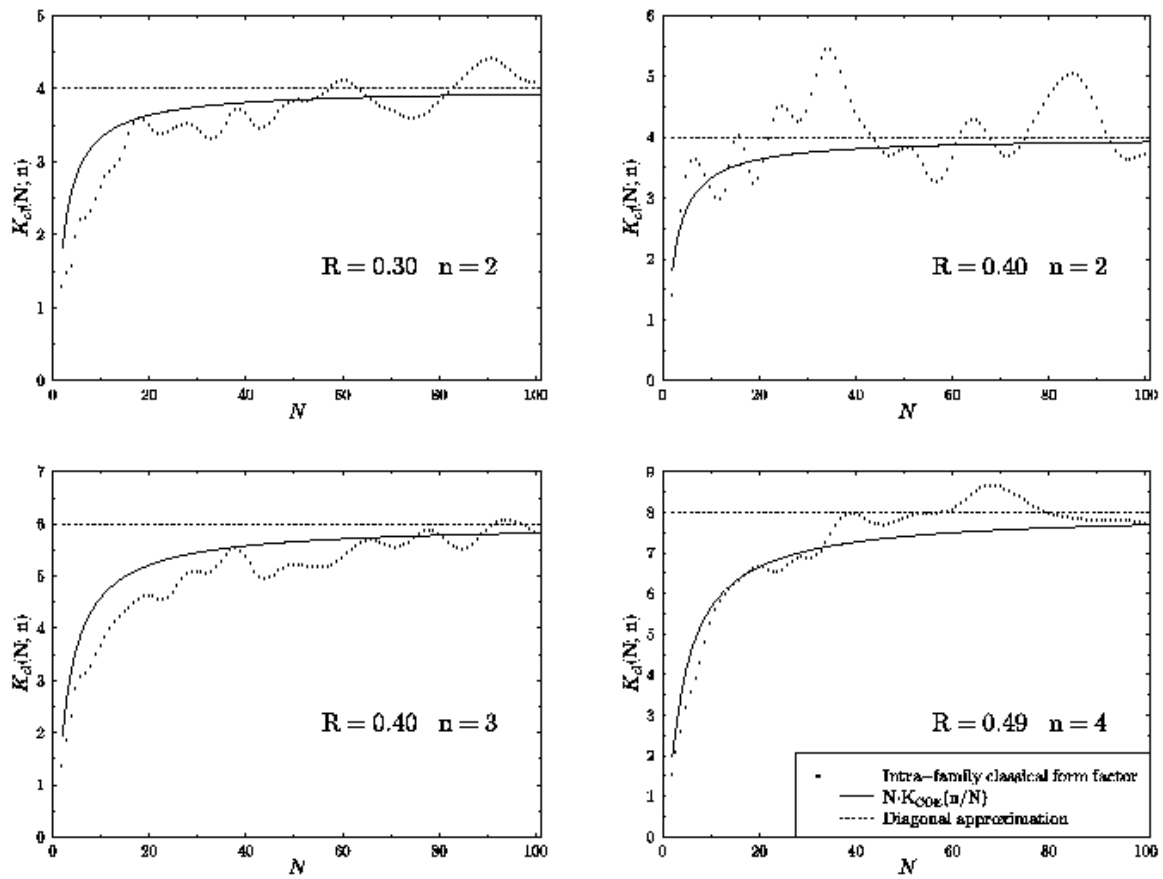 5
4
3
2
1
0
K_cl(N; n)
R = 0.30 n = 2
0 20 40 60 80 100
N
6
5
4
3
2
1
0
K_cl(N; n)
R = 0.40 n = 2
0 20 40 60 80 100
N
7
6
5
4
3
2
1
0
K_cl(N; n)
R = 0.40 n = 3
0 20 40 60 80 100
N
9
8
7
6
5
4
3
2
1
0
K_cl(N; n)
R = 0.49 n = 4
Intra-family classical form factor
N·K_COE(n/N)
Diagonal approximation
0 20 40 60 80 100
N